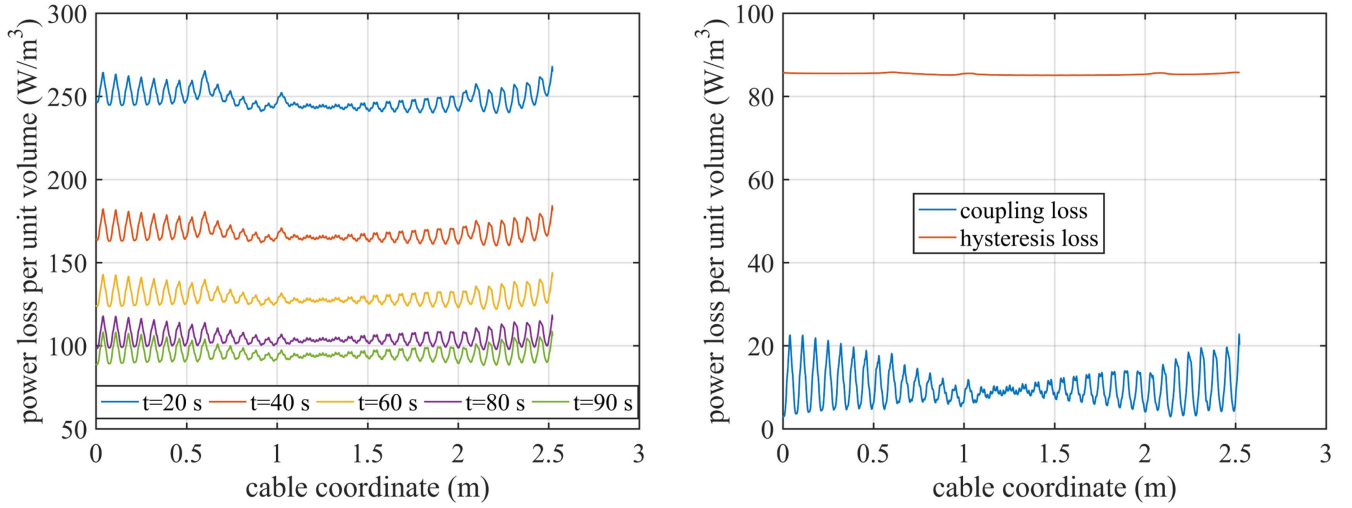 power loss per unit volume (W/m³)
300
250
200
150
100
50
t=20 s t=40 s t=60 s t=80 s t=90 s
0 0.5 1 1.5 2 2.5 3
cable coordinate (m)
power loss per unit volume (W/m³)
100
80
60
40
20
0
coupling loss
hysteresis loss
0 0.5 1 1.5 2 2.5 3
cable coordinate (m)